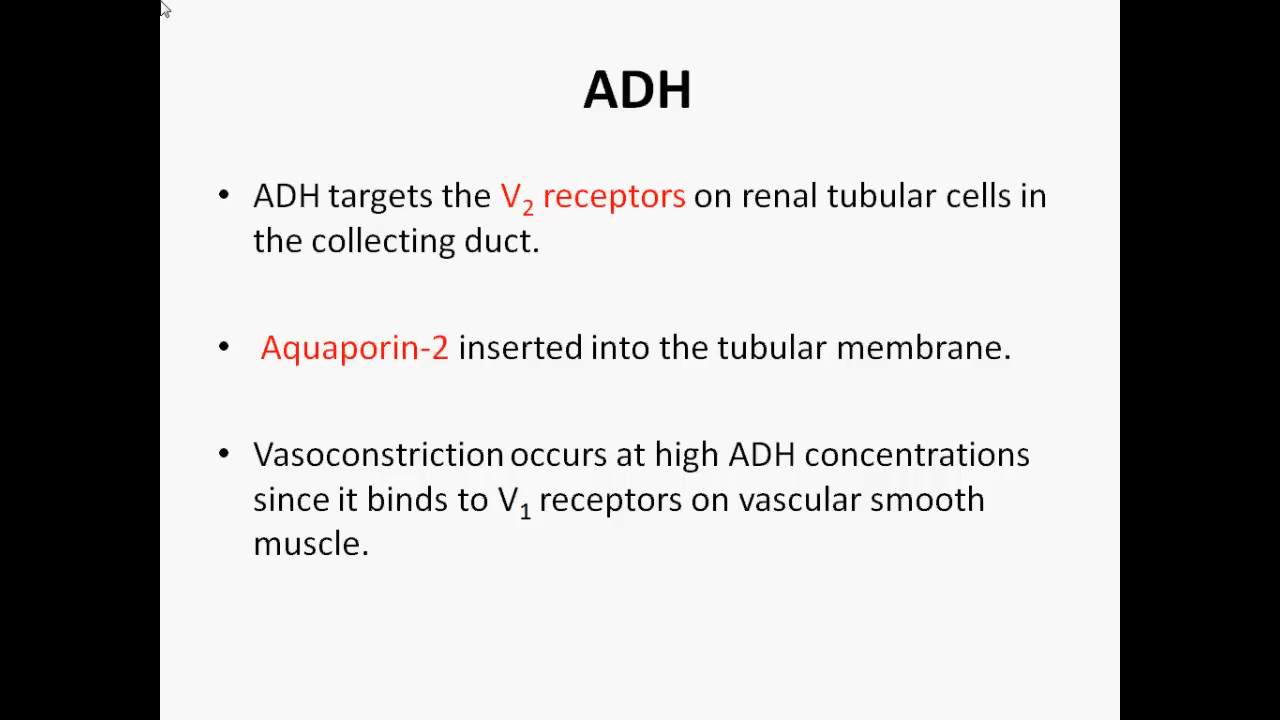 ADH
• ADH targets the V₂ receptors on renal tubular cells in
the collecting duct.
• Aquaporin-2 inserted into the tubular membrane.
• Vasoconstriction occurs at high ADH concentrations
since it binds to V₁ receptors on vascular smooth
muscle.